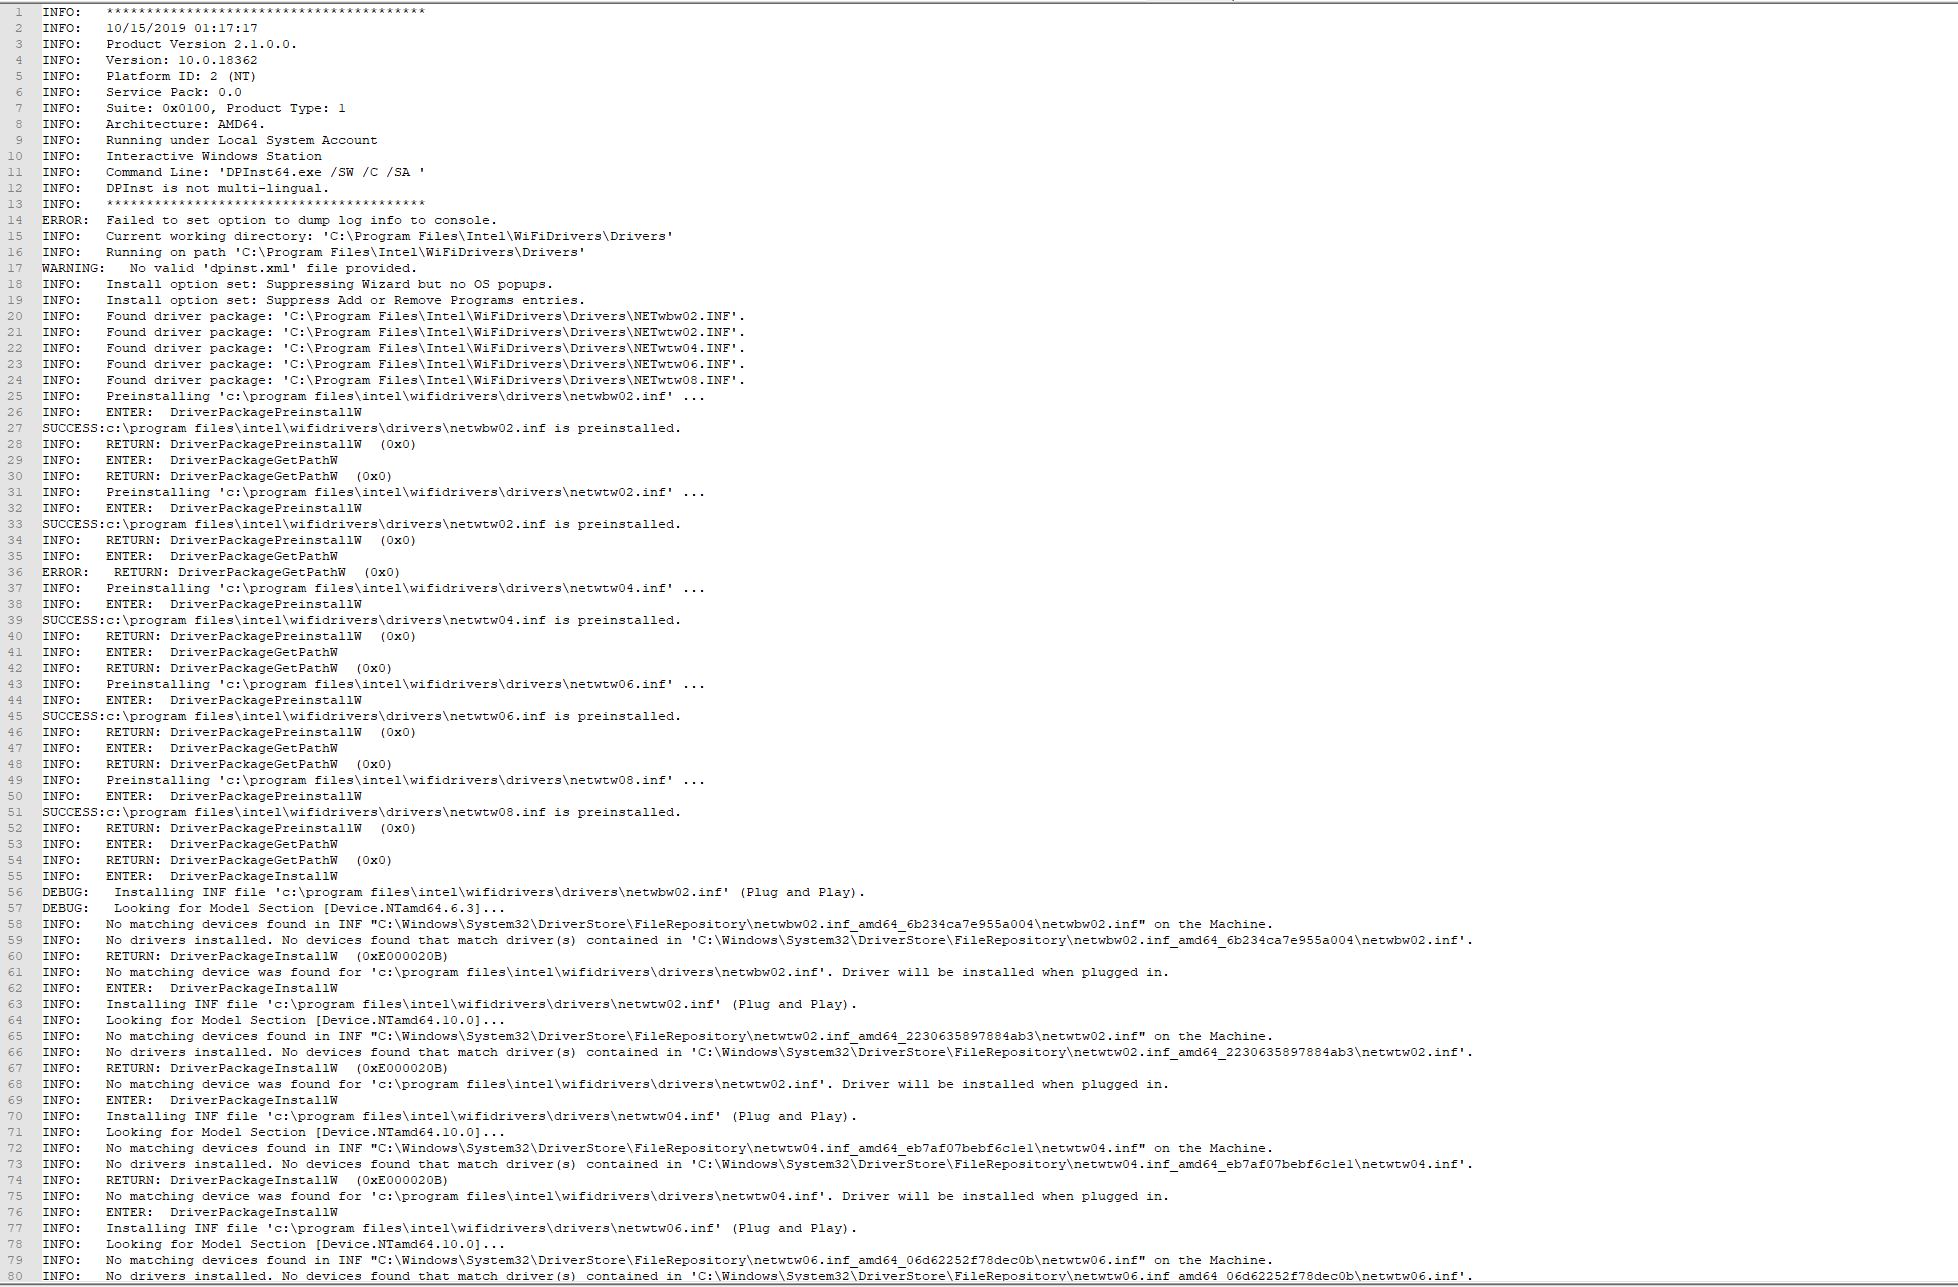 1 INFO: ****************************************
2 INFO: 10/15/2019 01:17:17
3 INFO: Product Version 2.1.0.0.
4 INFO: Version: 10.0.18362
5 INFO: Platform ID: 2 (NT)
6 INFO: Service Pack: 0.0
7 INFO: Suite: 0x0100, Product Type: 1
8 INFO: Architecture: AMD64.
9 INFO: Running under Local System Account
10 INFO: Interactive Windows Station
11 INFO: Command Line: 'DPInst64.exe /SW /C /SA '
12 INFO: DPInst is not multi-lingual.
13 INFO: ****************************************
14 ERROR: Failed to set option to dump log info to console.
15 INFO: Current working directory: 'C:\Program Files\Intel\WiFiDrivers\Drivers'
16 INFO: Running on path 'C:\Program Files\Intel\WiFiDrivers\Drivers'
17 WARNING: No valid 'dpinst.xml' file provided.
18 INFO: Install option set: Suppressing Wizard but no OS popups.
19 INFO: Install option set: Suppress Add or Remove Programs entries.
20 INFO: Found driver package: 'C:\Program Files\Intel\WiFiDrivers\Drivers\NETwbw02.INF'.
21 INFO: Found driver package: 'C:\Program Files\Intel\WiFiDrivers\Drivers\NETwtw02.INF'.
22 INFO: Found driver package: 'C:\Program Files\Intel\WiFiDrivers\Drivers\NETwtw04.INF'.
23 INFO: Found driver package: 'C:\Program Files\Intel\WiFiDrivers\Drivers\NETwtw06.INF'.
24 INFO: Found driver package: 'C:\Program Files\Intel\WiFiDrivers\Drivers\NETwtw08.INF'.
25 INFO: Preinstalling 'c:\program files\intel\wifidrivers\drivers\netwbw02.inf' ...
26 INFO: ENTER: DriverPackagePreinstallW
27 SUCCESS:c:\program files\intel\wifidrivers\drivers\netwbw02.inf is preinstalled.
28 INFO: RETURN: DriverPackagePreinstallW (0x0)
29 INFO: ENTER: DriverPackageGetPathW
30 INFO: RETURN: DriverPackageGetPathW (0x0)
31 INFO: Preinstalling 'c:\program files\intel\wifidrivers\drivers\netwtw02.inf' ...
32 INFO: ENTER: DriverPackagePreinstallW
33 SUCCESS:c:\program files\intel\wifidrivers\drivers\netwtw02.inf is preinstalled.
34 INFO: RETURN: DriverPackagePreinstallW (0x0)
35 INFO: ENTER: DriverPackageGetPathW
36 ERROR: RETURN: DriverPackageGetPathW (0x0)
37 INFO: Preinstalling 'c:\program files\intel\wifidrivers\drivers\netwtw04.inf' ...
38 INFO: ENTER: DriverPackagePreinstallW
39 SUCCESS:c:\program files\intel\wifidrivers\drivers\netwtw04.inf is preinstalled.
40 INFO: RETURN: DriverPackagePreinstallW (0x0)
41 INFO: ENTER: DriverPackageGetPathW
42 INFO: RETURN: DriverPackageGetPathW (0x0)
43 INFO: Preinstalling 'c:\program files\intel\wifidrivers\drivers\netwtw06.inf' ...
44 INFO: ENTER: DriverPackagePreinstallW
45 SUCCESS:c:\program files\intel\wifidrivers\drivers\netwtw06.inf is preinstalled.
46 INFO: RETURN: DriverPackagePreinstallW (0x0)
47 INFO: ENTER: DriverPackageGetPathW
48 INFO: RETURN: DriverPackageGetPathW (0x0)
49 INFO: Preinstalling 'c:\program files\intel\wifidrivers\drivers\netwtw08.inf' ...
50 INFO: ENTER: DriverPackagePreinstallW
51 SUCCESS:c:\program files\intel\wifidrivers\drivers\netwtw08.inf is preinstalled.
52 INFO: RETURN: DriverPackagePreinstallW (0x0)
53 INFO: ENTER: DriverPackageGetPathW
54 INFO: RETURN: DriverPackageGetPathW (0x0)
55 INFO: ENTER: DriverPackageInstallW
56 DEBUG: Installing INF file 'c:\program files\intel\wifidrivers\drivers\netwbw02.inf' (Plug and Play).
57 DEBUG: Looking for Model Section [Device.NTamd64.6.3]...
58 INFO: No matching devices found in INF "C:\Windows\System32\DriverStore\FileRepository\netwbw02.inf_amd64_6b234ca7e955a004\netwbw02.inf" on the Machine.
59 INFO: No drivers installed. No devices found that match driver(s) contained in 'C:\Windows\System32\DriverStore\FileRepository\netwbw02.inf_amd64_6b234ca7e955a004\netwbw02.inf'.
60 INFO: RETURN: DriverPackageInstallW (0xE000020B)
61 INFO: No matching device was found for 'c:\program files\intel\wifidrivers\drivers\netwbw02.inf'. Driver will be installed when plugged in.
62 INFO: ENTER: DriverPackageInstallW
63 INFO: Installing INF file 'c:\program files\intel\wifidrivers\drivers\netwtw02.inf' (Plug and Play).
64 INFO: Looking for Model Section [Device.NTamd64.10.0]...
65 INFO: No matching devices found in INF "C:\Windows\System32\DriverStore\FileRepository\netwtw02.inf_amd64_2230635897884ab3\netwtw02.inf" on the Machine.
66 INFO: No drivers installed. No devices found that match driver(s) contained in 'C:\Windows\System32\DriverStore\FileRepository\netwtw02.inf_amd64_2230635897884ab3\netwtw02.inf'.
67 INFO: RETURN: DriverPackageInstallW (0xE000020B)
68 INFO: No matching device was found for 'c:\program files\intel\wifidrivers\drivers\netwtw02.inf'. Driver will be installed when plugged in.
69 INFO: ENTER: DriverPackageInstallW
70 INFO: Installing INF file 'c:\program files\intel\wifidrivers\drivers\netwtw04.inf' (Plug and Play).
71 INFO: Looking for Model Section [Device.NTamd64.10.0]...
72 INFO: No matching devices found in INF "C:\Windows\System32\DriverStore\FileRepository\netwtw04.inf_amd64_eb7af07bebf6c1e1\netwtw04.inf" on the Machine.
73 INFO: No drivers installed. No devices found that match driver(s) contained in 'C:\Windows\System32\DriverStore\FileRepository\netwtw04.inf_amd64_eb7af07bebf6c1e1\netwtw04.inf'.
74 INFO: RETURN: DriverPackageInstallW (0xE000020B)
75 INFO: No matching device was found for 'c:\program files\intel\wifidrivers\drivers\netwtw04.inf'. Driver will be installed when plugged in.
76 INFO: ENTER: DriverPackageInstallW
77 INFO: Installing INF file 'c:\program files\intel\wifidrivers\drivers\netwtw06.inf' (Plug and Play).
78 INFO: Looking for Model Section [Device.NTamd64.10.0]...
79 INFO: No matching devices found in INF "C:\Windows\System32\DriverStore\FileRepository\netwtw06.inf_amd64_06d62252f78dec0b\netwtw06.inf" on the Machine.
80 INFO: No drivers installed. No devices found that match driver(s) contained in 'C:\Windows\System32\DriverStore\FileRepository\netwtw06.inf_amd64_06d62252f78dec0b\netwtw06.inf'.